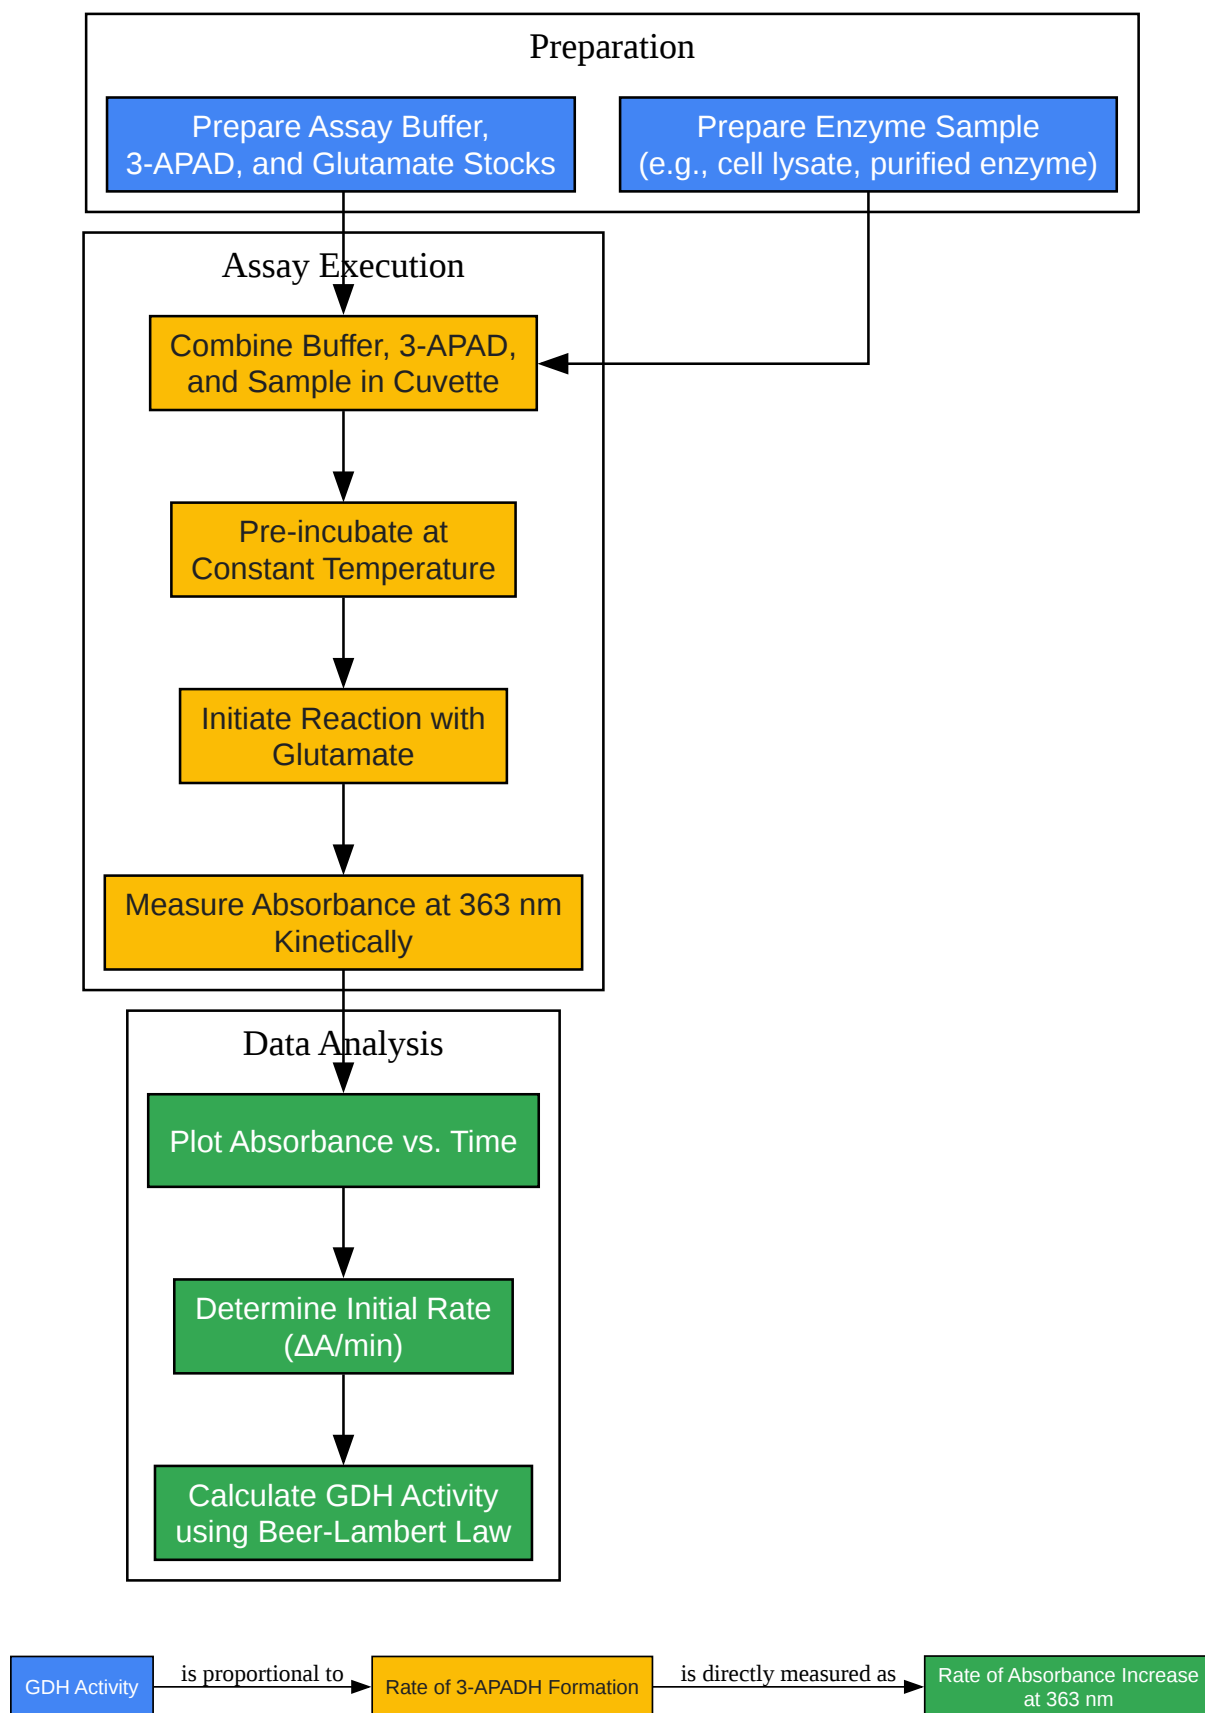 Preparation
Prepare Assay Buffer,
3-APAD, and Glutamate Stocks
Prepare Enzyme Sample
(e.g., cell lysate, purified enzyme)
Assay Execution
Combine Buffer, 3-APAD,
and Sample in Cuvette
Pre-incubate at
Constant Temperature
Initiate Reaction with
Glutamate
Measure Absorbance at 363 nm
Kinetically
Data Analysis
Plot Absorbance vs. Time
Determine Initial Rate
(ΔA/min)
Calculate GDH Activity
using Beer-Lambert Law
GDH Activity
is proportional to
Rate of 3-APADH Formation
is directly measured as
Rate of Absorbance Increase
at 363 nm